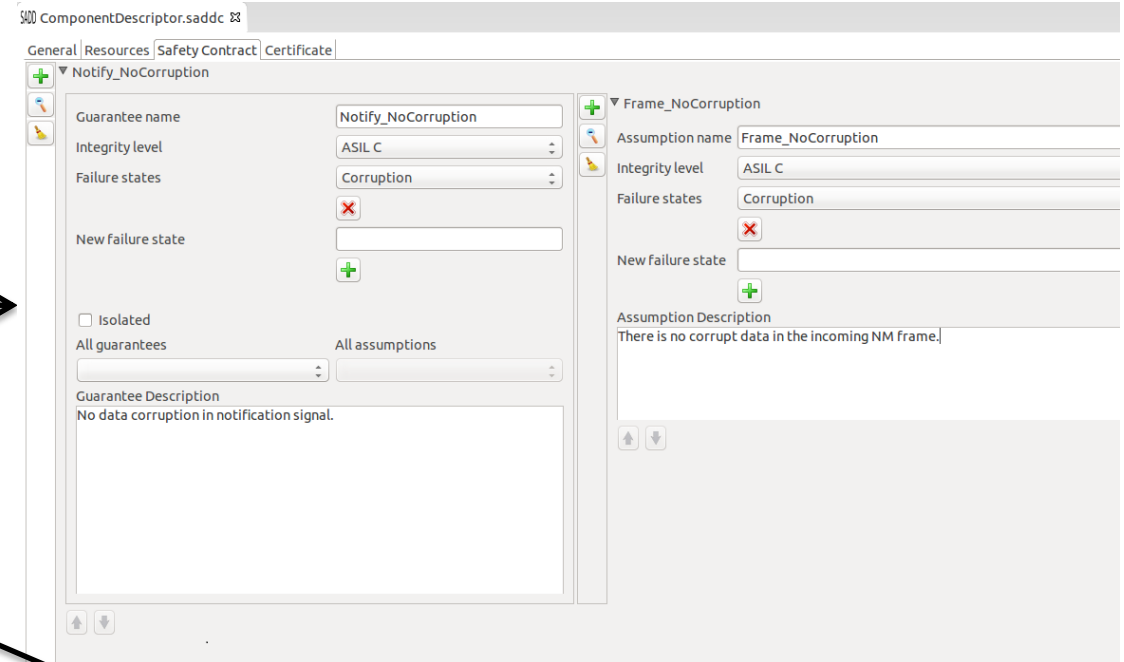 SADD ComponentDescriptor.saddc
General Resources Safety Contract Certificate
Notify_NoCorruption
Guarantee name Notify_NoCorruption
Integrity level ASIL C
Failure states Corruption
New failure state
Isolated
All guarantees All assumptions
Guarantee Description
No data corruption in notification signal.
Frame_NoCorruption
Assumption name Frame_NoCorruption
Integrity level ASIL C
Failure states Corruption
New failure state
Assumption Description
There is no corrupt data in the incoming NM frame.